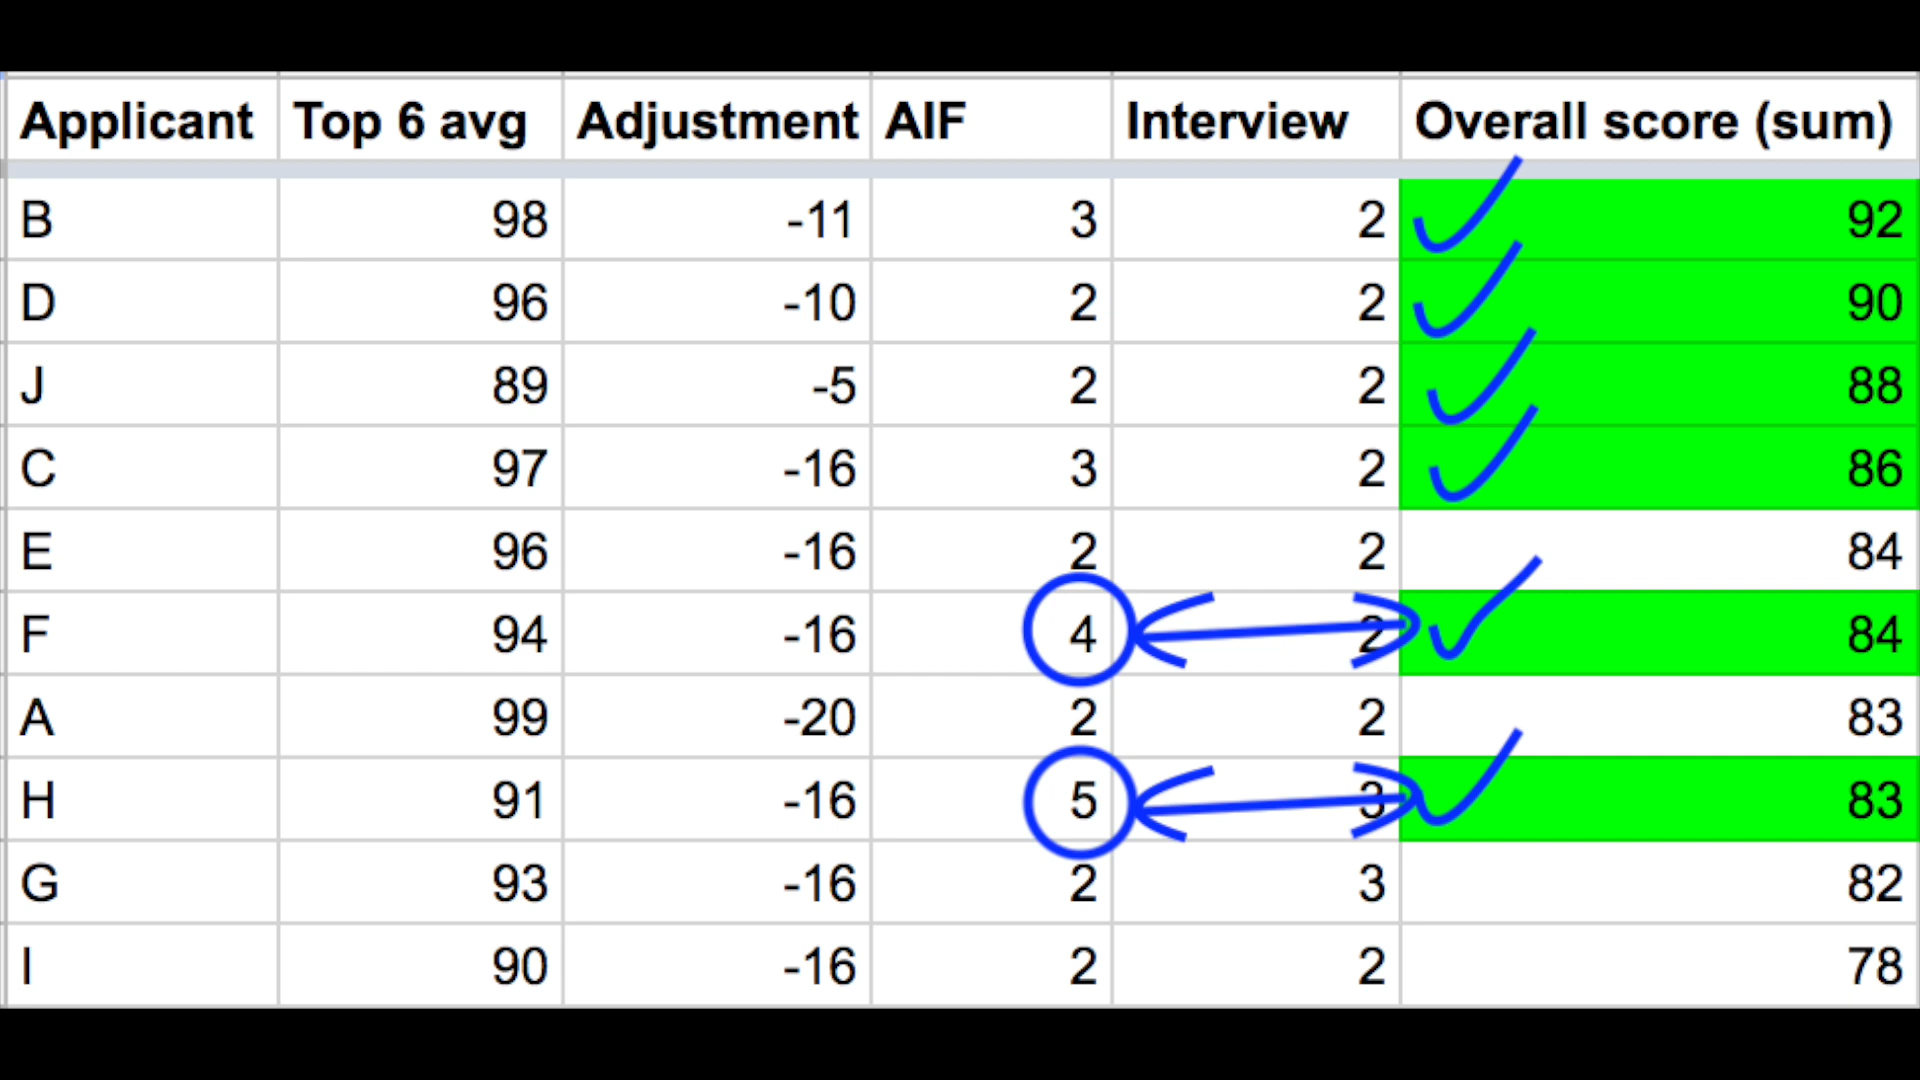 Applicant Top 6 avg Adjustment AIF Interview Overall score (sum)
B 98 -11 3 2 92
D 96 -10 2 2 90
J 89 -5 2 2 88
C 97 -16 3 2 86
E 96 -16 2 2 84
F 94 -16 4 2 84
A 99 -20 2 2 83
H 91 -16 5 3 83
G 93 -16 2 3 82
I 90 -16 2 2 78